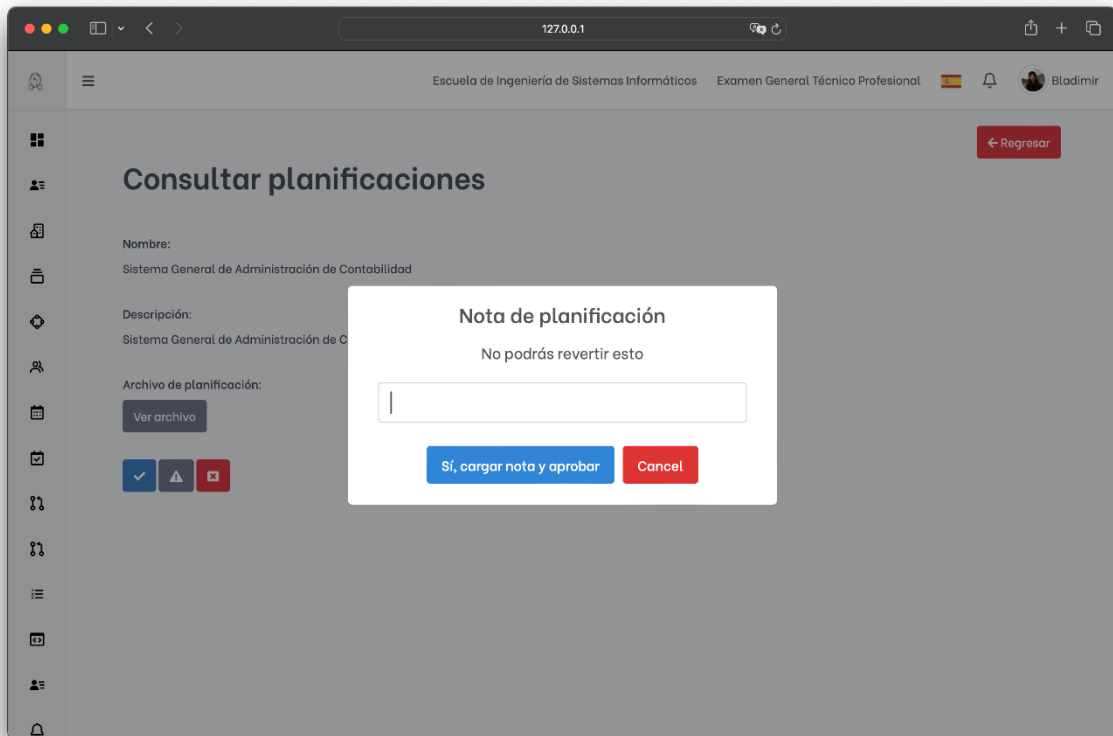 127.0.0.1
Escuela de Ingeniería de Sistemas Informáticos Examen General Técnico Profesional Bladimir
Regresar
Consultar planificaciones
Nombre:
Sistema General de Administración de Contabilidad
Descripción:
Sistema General de Administración de C
Archivo de planificación:
Ver archivo
Nota de planificación
No podrás revertir esto
Sí, cargar nota y aprobar Cancel